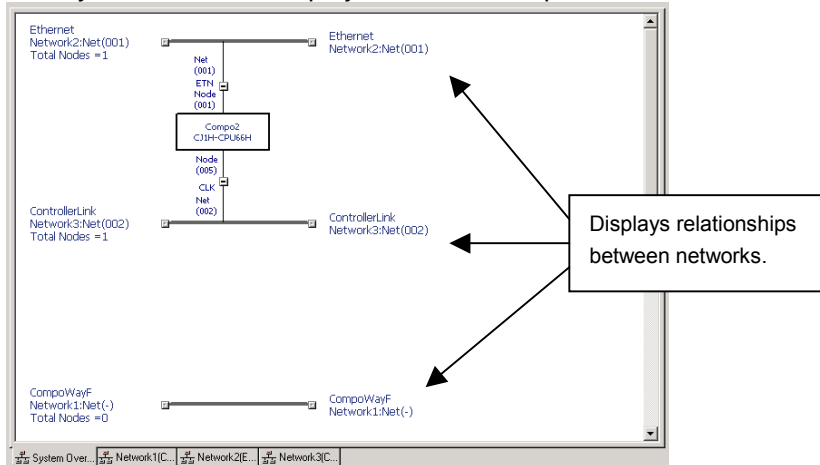 Ethernet
Network2:Net(001)
Total Nodes =1
Ethernet
Network2:Net(001)
Net
(001)
ETN
Node
(001)
Compo2
CJ1H-CPU66H
Node
(005)
CLK
Net
(002)
ControllerLink
Network3:Net(002)
Total Nodes =1
ControllerLink
Network3:Net(002)
Displays relationships
between networks.
CompoWayF
Network1:Net(-)
Total Nodes =0
CompoWayF
Network1:Net(-)
System Over... Network1(C... Network2(E... Network3(C...